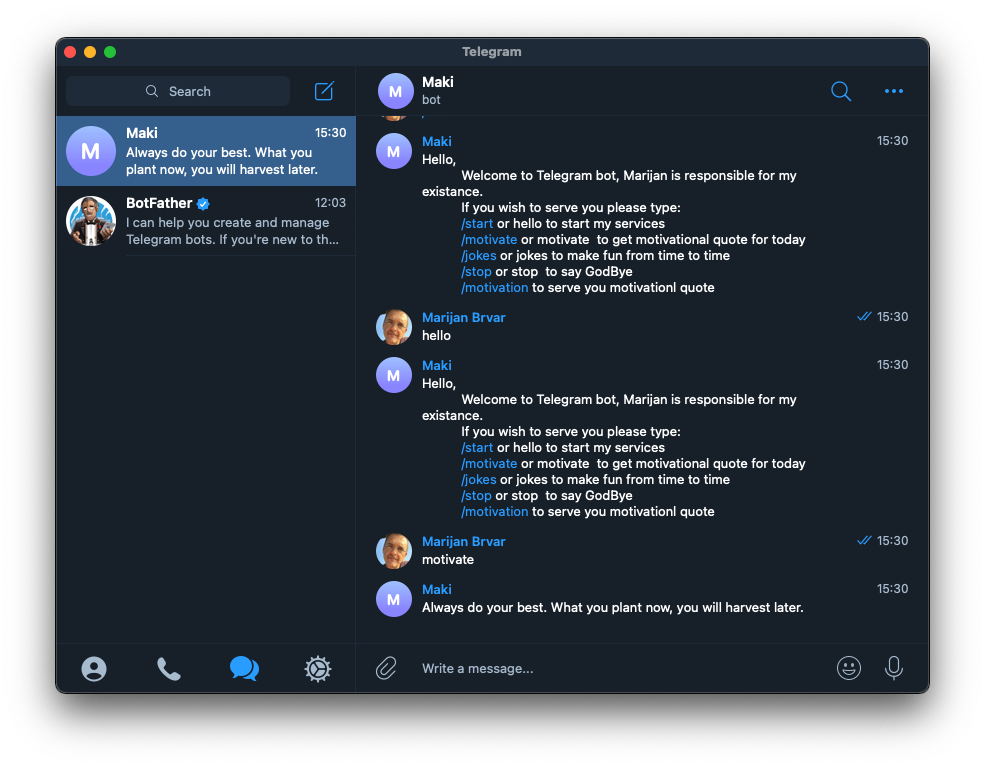 Telegram
Search
M
Maki
15:30
Always do your best. What you
plant now, you will harvest later.
BotFather
12:03
I can help you create and manage
Telegram bots. If you're new to th...
M
Maki
bot
M
Maki
15:30
Hello,
Welcome to Telegram bot, Marijan is responsible for my
existance.
If you wish to serve you please type:
/start or hello to start my services
/motivate or motivate  to get motivational quote for today
/jokes or jokes to make fun from time to time
/stop or stop  to say GodBye
/motivation to serve you motivationl quote
Marijan Brvar
15:30
hello
M
Maki
15:30
Hello,
Welcome to Telegram bot, Marijan is responsible for my
existance.
If you wish to serve you please type:
/start or hello to start my services
/motivate or motivate  to get motivational quote for today
/jokes or jokes to make fun from time to time
/stop or stop  to say GodBye
/motivation to serve you motivationl quote
Marijan Brvar
15:30
motivate
M
Maki
15:30
Always do your best. What you plant now, you will harvest later.
Write a message...